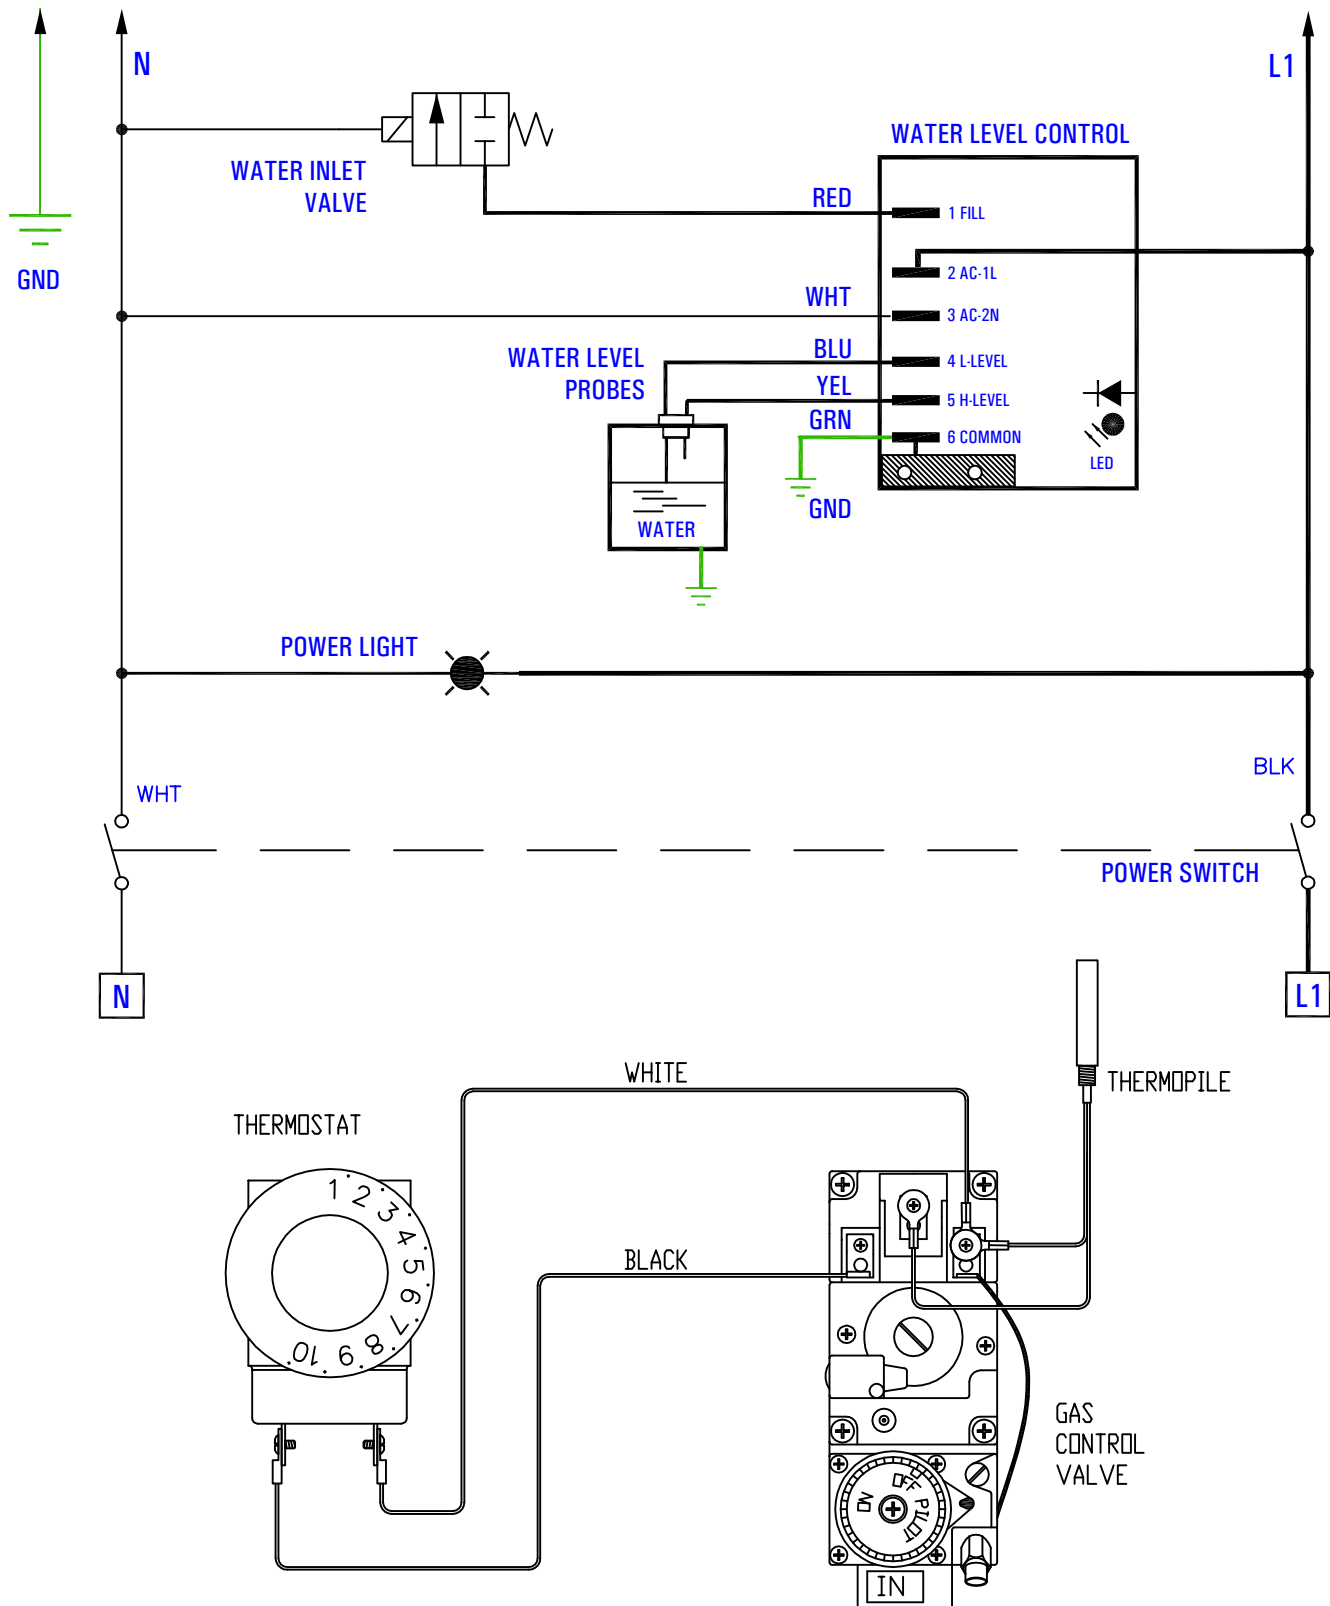 N
L1
WATER LEVEL CONTROL
WATER INLET
VALVE
RED
1 FILL
GND
2 AC-1L
WHT
3 AC-2N
WATER LEVEL
PROBES
BLU
4 L-LEVEL
YEL
5 H-LEVEL
GRN
6 COMMON
LED
GND
WATER
POWER LIGHT
BLK
WHT
POWER SWITCH
N
L1
WHITE
THERMOPILE
THERMOSTAT
1 2 3 4 5 6 7 8 9 10
BLACK
GAS
CONTROL
VALVE
OFF
ON
PILOT
IN